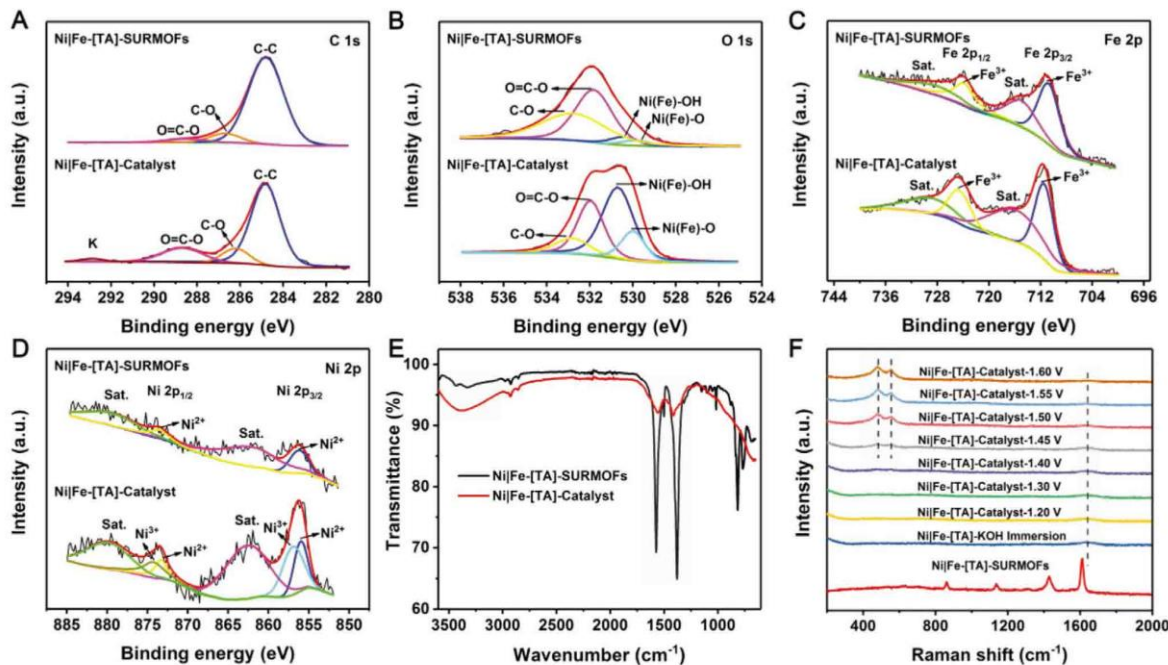 A
Ni|Fe-[TA]-SURMOFs
C 1s
C-C
C-O
O=C-O
Ni|Fe-[TA]-Catalyst
C-C
C-O
O=C-O
K
Intensity (a.u.)
294 292 290 288 286 284 282 280
Binding energy (eV)
B
Ni|Fe-[TA]-SURMOFs
O 1s
O=C-O
C-O
Ni(Fe)-OH
Ni(Fe)-O
Ni|Fe-[TA]-Catalyst
O=C-O
Ni(Fe)-OH
C-O
Ni(Fe)-O
Intensity (a.u.)
538 536 534 532 530 528 526 524
Binding energy (eV)
C
Ni|Fe-[TA]-SURMOFs
Fe 2p
Fe 2p1/2 Fe 2p3/2
Sat. Fe3+ Sat. Fe3+
Ni|Fe-[TA]-Catalyst
Sat. Fe3+ Sat. Fe3+
Intensity (a.u.)
744 736 728 720 712 704 696
Binding energy (eV)
D
Ni|Fe-[TA]-SURMOFs
Ni 2p
Sat. Ni 2p1/2 Ni 2p3/2
Ni2+ Sat. Ni2+
Ni|Fe-[TA]-Catalyst
Sat. Ni3+ Ni2+ Sat. Ni3+ Ni2+
Intensity (a.u.)
885 880 875 870 865 860 855
Binding energy (eV)
E
100
90
80
70
60
Transmittance (%)
Ni|Fe-[TA]-SURMOFs
Ni|Fe-[TA]-Catalyst
3500 3000 2500 2000 1500 1000
Wavenumber (cm-1)
F
Ni|Fe-[TA]-Catalyst-1.60 V
Ni|Fe-[TA]-Catalyst-1.55 V
Ni|Fe-[TA]-Catalyst-1.50 V
Ni|Fe-[TA]-Catalyst-1.45 V
Ni|Fe-[TA]-Catalyst-1.40 V
Ni|Fe-[TA]-Catalyst-1.30 V
Ni|Fe-[TA]-Catalyst-1.20 V
Ni|Fe-[TA]-KOH Immersion
Ni|Fe-[TA]-SURMOFs
Intensity (a.u.)
400 800 1200 1600 2000
Raman shift (cm-1)